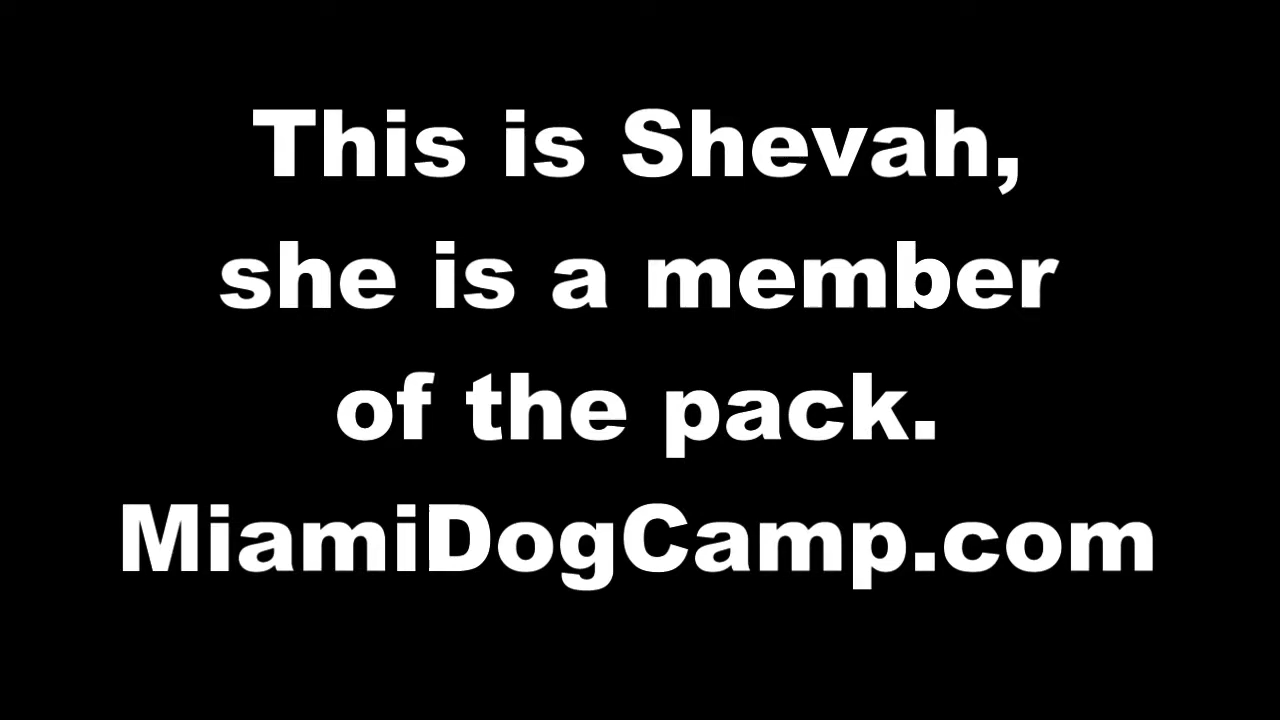 This is Shevah,
she is a member
of the pack.
MiamiDogCamp.com